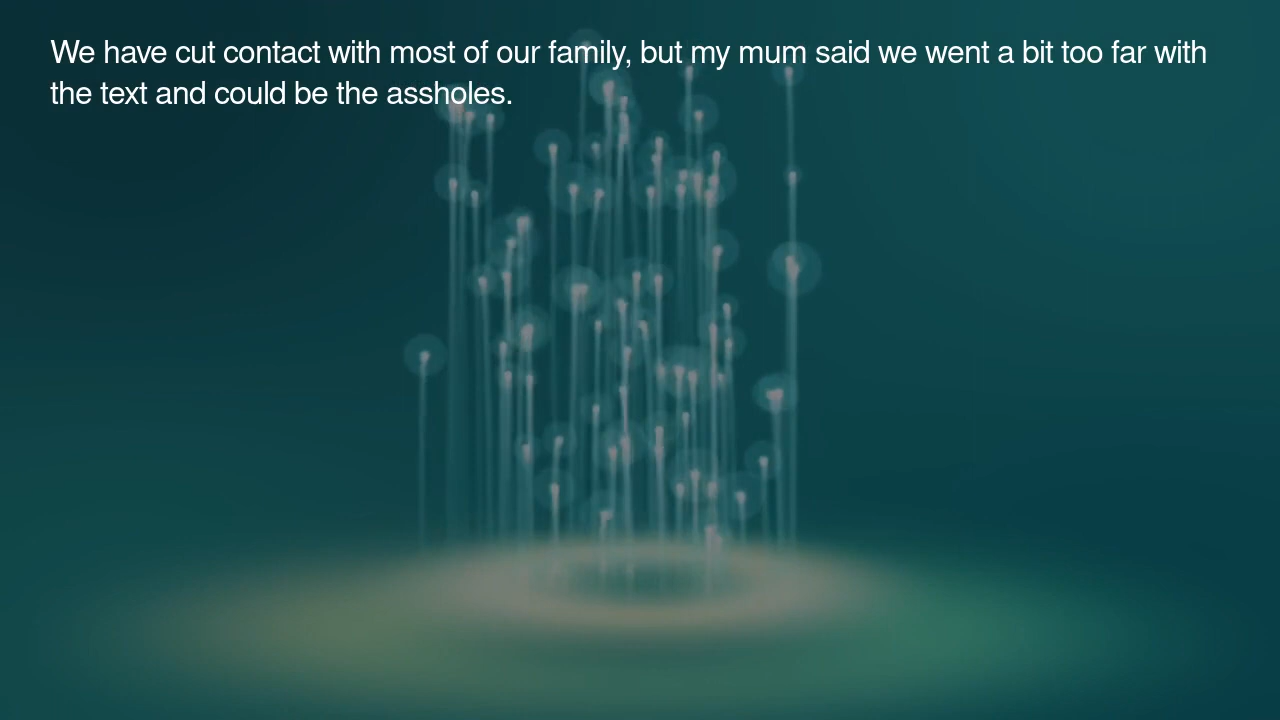 We have cut contact with most of our family, but my mum said we went a bit too far with
the text and could be the assholes.